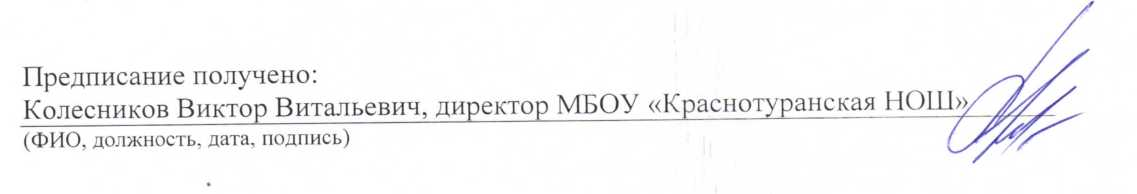 Предписание получено:
Колесников Виктор Витальевич, директор МБОУ «Краснотуранская НОШ»
(ФИО, должность, дата, подпись)